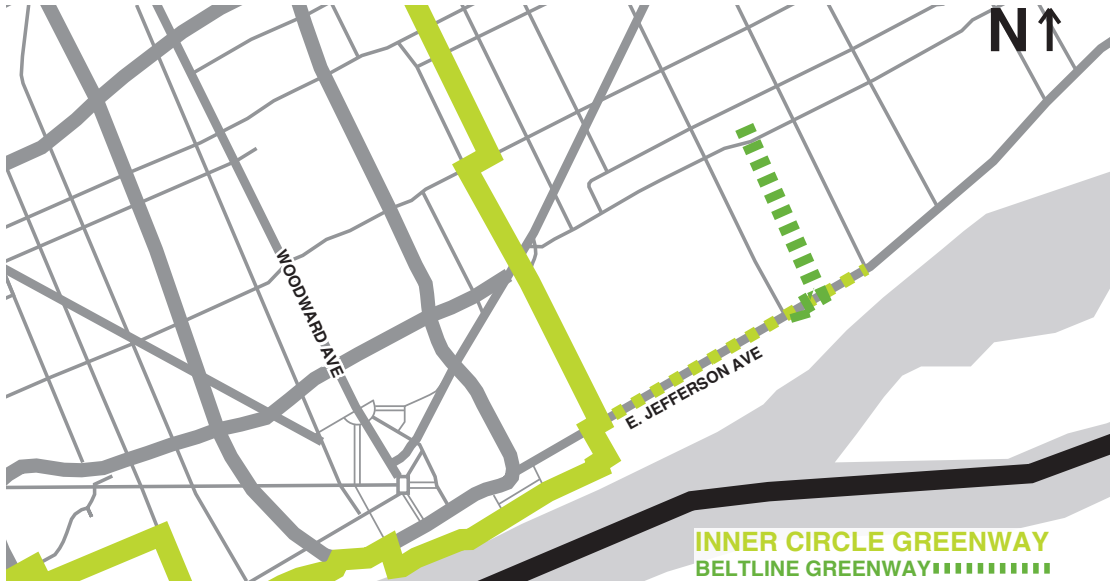 N
WOODWARD AVE
E. JEFFERSON AVE
INNER CIRCLE GREENWAY
BELTLINE GREENWAY